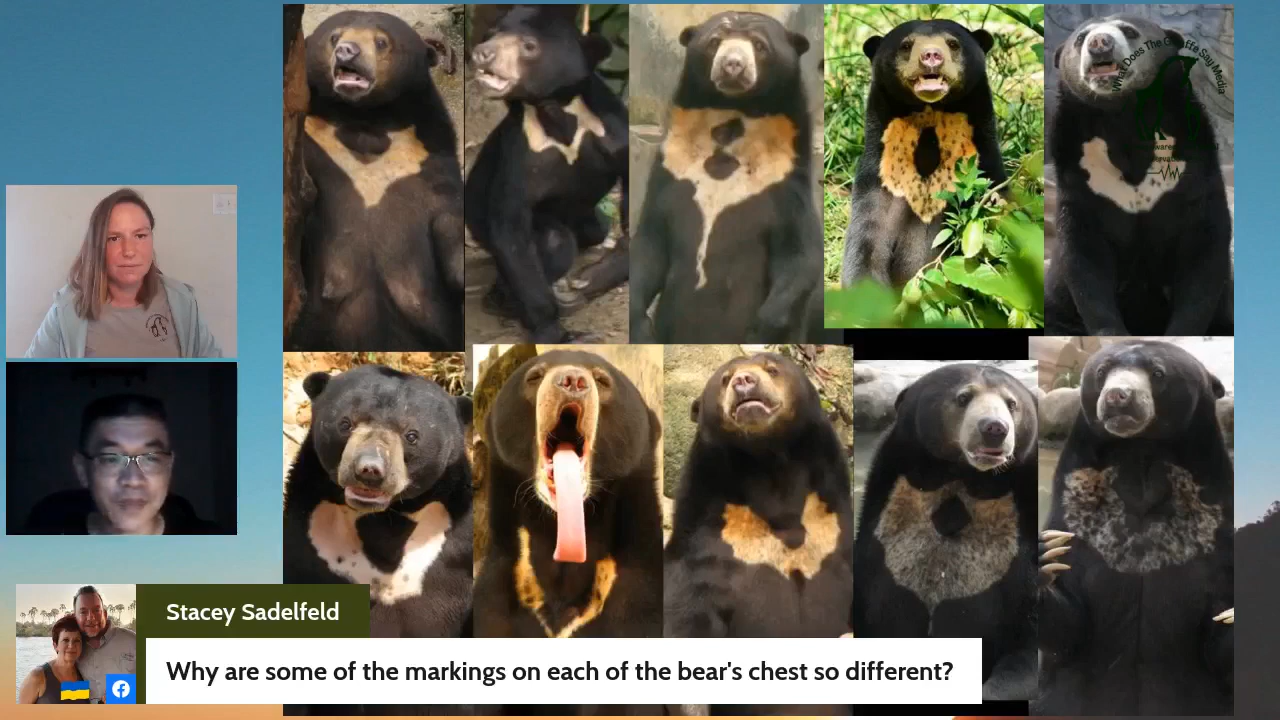 What Does The Giraffe Say Media
Stacey Sadelfeld
Why are some of the markings on each of the bear's chest so different?